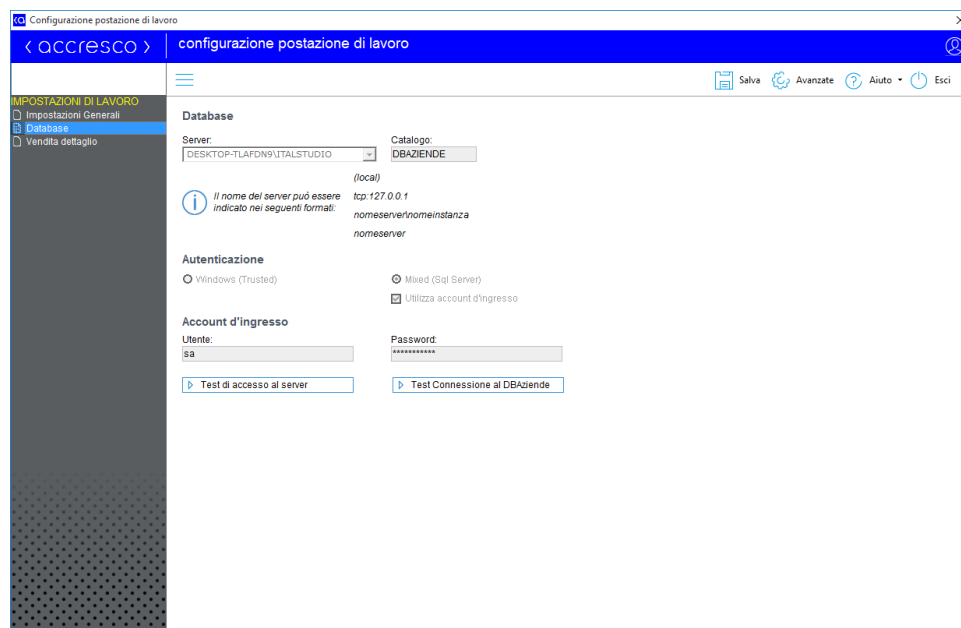 Configurazione postazione di lavoro
‹ accresco ›
configurazione postazione di lavoro
Salva
Avanzate
Aiuto
Esci
IMPOSTAZIONI DI LAVORO
Impostazioni Generali
Database
Vendita dettaglio
Database
Server: Catalogo:
DESKTOP-TLAFDN9\ITALSTUDIO DBAZIENDE
Il nome del server può essere
indicato nei seguenti formati:
(local)
tcp:127.0.0.1
nomeserver\nomeinstanza
nomeserver
Autenticazione
Windows (Trusted) Mixed (Sql Server)
Utilizza account d'ingresso
Account d'ingresso
Utente: Password:
sa ***********
Test di accesso al server Test Connessione al DBAziende